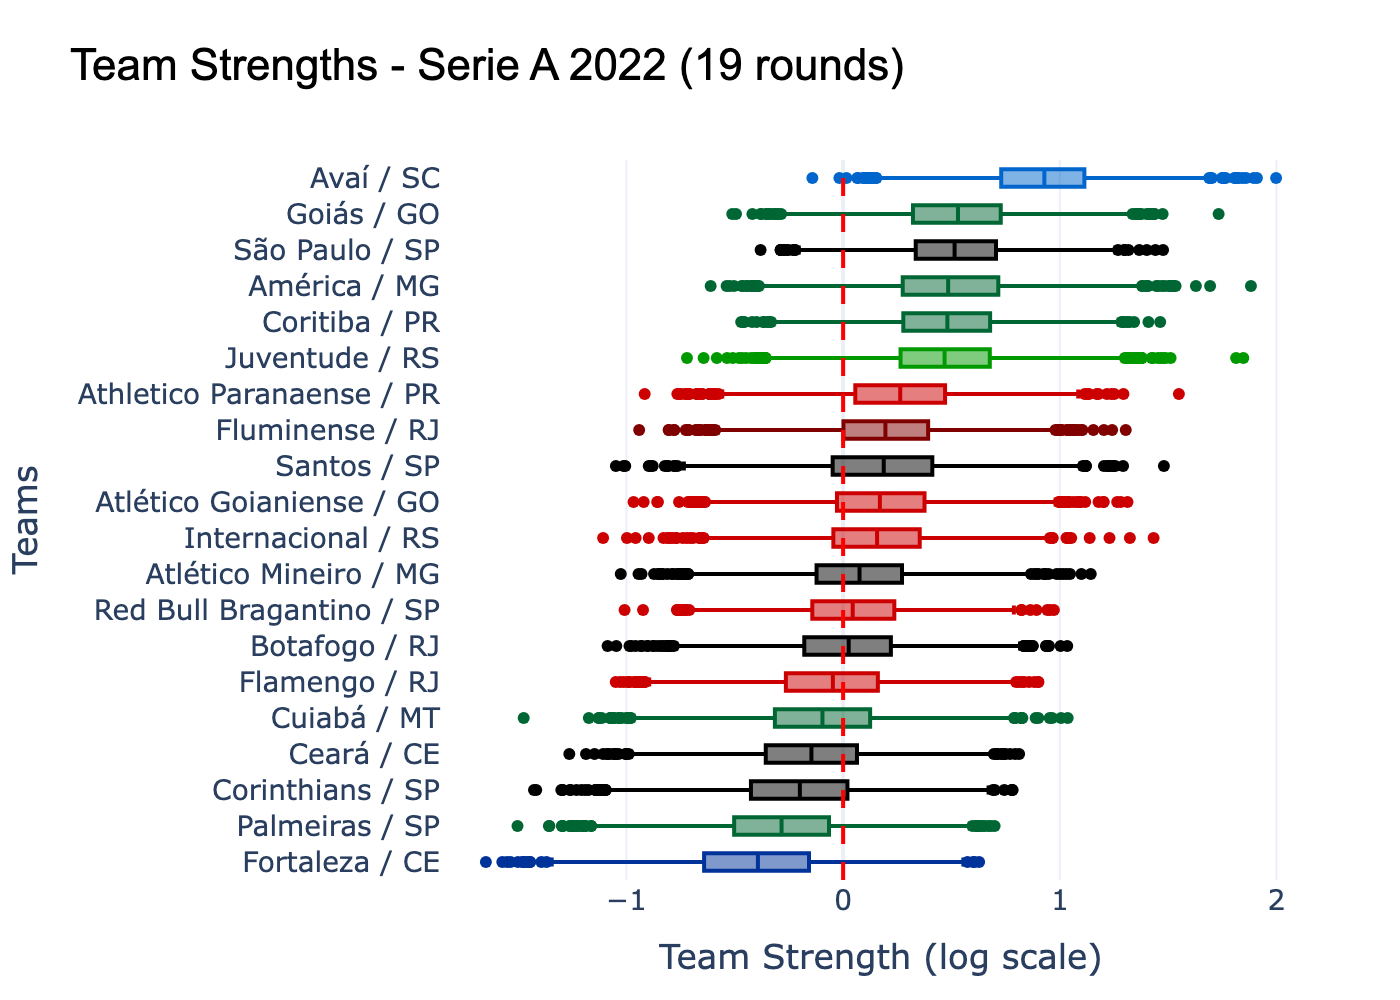 Team Strengths - Serie A 2022 (19 rounds)
Avaí / SC
Goiás / GO
São Paulo / SP
América / MG
Coritiba / PR
Juventude / RS
Athletico Paranaense / PR
Fluminense / RJ
Santos / SP
Atlético Goianiense / GO
Internacional / RS
Atlético Mineiro / MG
Red Bull Bragantino / SP
Botafogo / RJ
Flamengo / RJ
Cuiabá / MT
Ceará / CE
Corinthians / SP
Palmeiras / SP
Fortaleza / CE
Teams
−1 0 1 2
Team Strength (log scale)